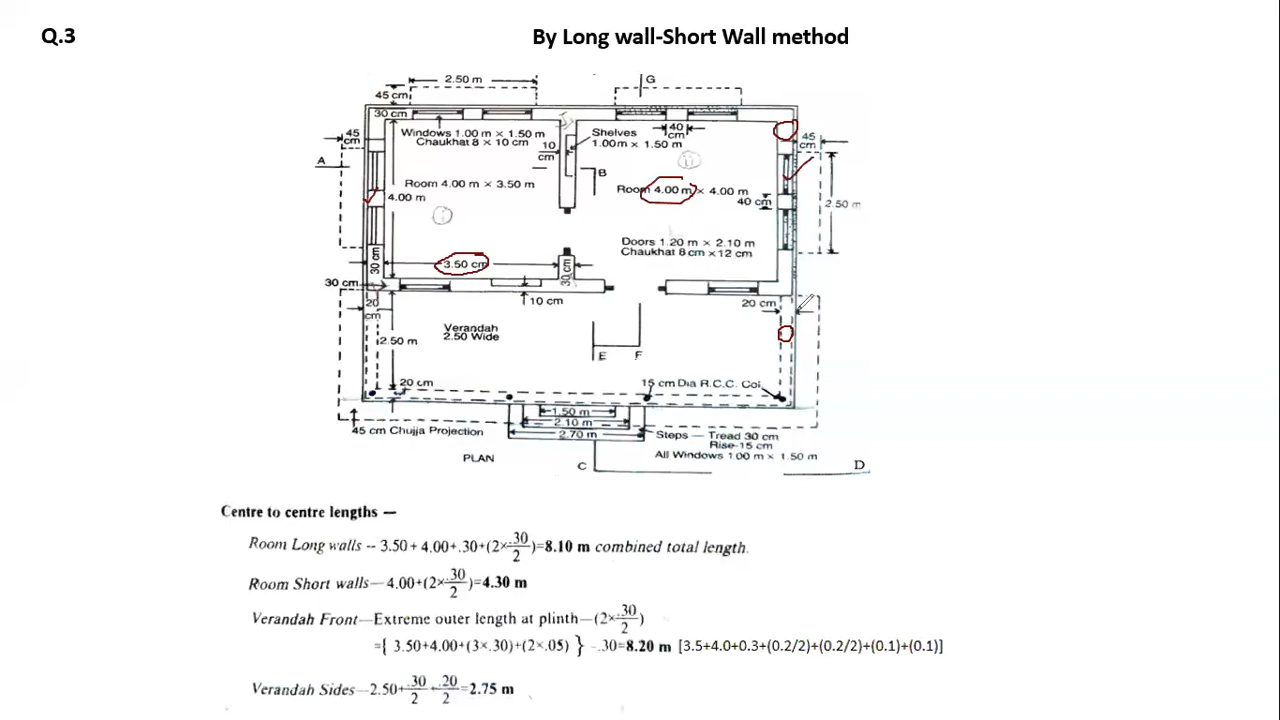 Q.3
By Long wall-Short Wall method
2.50 m
G
45 cm
30 cm
Windows 1.00 m × 1.50 m
Chaukhat 8 × 10 cm
Shelves
1.00m × 1.50 m
40
cm
10
cm
45
cm
45
cm
A
B
Room 4.00 m × 3.50 m
4.00 m
Room 4.00 m × 4.00 m
40 cm
2.50 m
Doors 1.20 m × 2.10 m
Chaukhat 8 cm ×12 cm
3.50 cm
30 cm
30 cm
30 cm
10 cm
20
cm
20 cm
Verandah
2.50 Wide
2.50 m
E
F
20 cm
15 cm Dia R.C.C. Col.
1.50 m
2.10 m
2.70 m
45 cm Chujja Projection
Steps — Tread 30 cm
Rise-15 cm
All Windows 1.00 m × 1.50 m
PLAN
C
D
Centre to centre lengths —
Room Long walls -- 3.50 + 4.00+.30+(2×.30/2)=8.10 m combined total length.
Room Short walls—4.00+(2×.30/2)=4.30 m
Verandah Front—Extreme outer length at plinth—(2×.30/2)
={ 3.50+4.00+(3×.30)+(2×.05) } -.30=8.20 m [3.5+4.0+0.3+(0.2/2)+(0.2/2)+(0.1)+(0.1)]
Verandah Sides—2.50+.30/2+.20/2=2.75 m